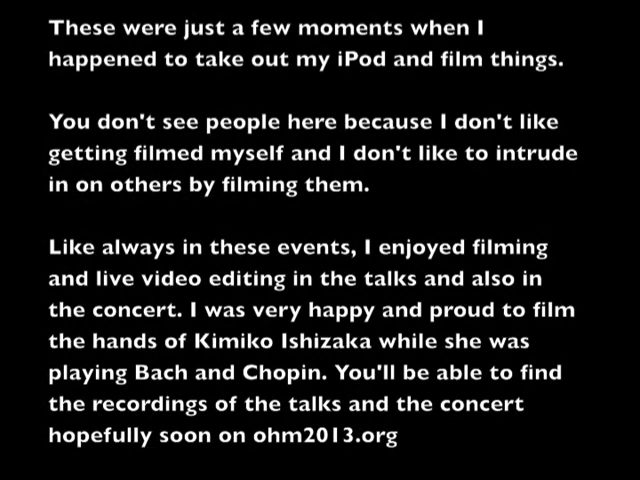 These were just a few moments when I
happened to take out my iPod and film things.
You don't see people here because I don't like
getting filmed myself and I don't like to intrude
in on others by filming them.
Like always in these events, I enjoyed filming
and live video editing in the talks and also in
the concert. I was very happy and proud to film
the hands of Kimiko Ishizaka while she was
playing Bach and Chopin. You'll be able to find
the recordings of the talks and the concert
hopefully soon on ohm2013.org